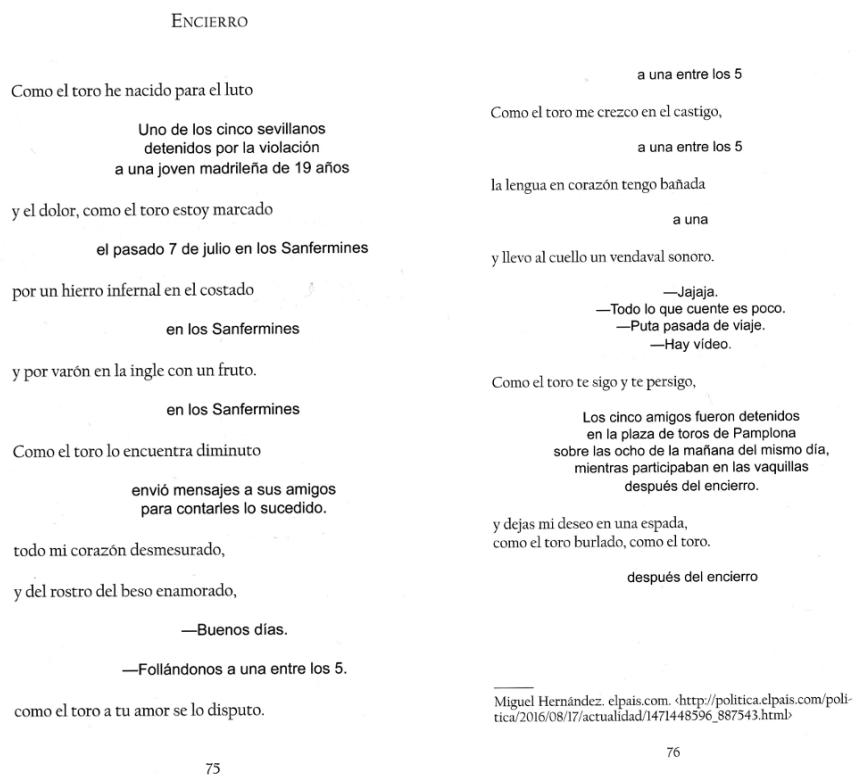 ENCIERRO
Como el toro he nacido para el luto
Uno de los cinco sevillanos
detenidos por la violación
a una joven madrileña de 19 años
y el dolor, como el toro estoy marcado
el pasado 7 de julio en los Sanfermines
por un hierro infernal en el costado
en los Sanfermines
y por varón en la ingle con un fruto.
en los Sanfermines
Como el toro lo encuentra diminuto
envió mensajes a sus amigos
para contarles lo sucedido.
todo mi corazón desmesurado,
y del rostro del beso enamorado,
—Buenos días.
—Follándonos a una entre los 5.
como el toro a tu amor se lo disputo.
75
a una entre los 5
Como el toro me crezco en el castigo,
a una entre los 5
la lengua en corazón tengo bañada
a una
y llevo al cuello un vendaval sonoro.
—Jajaja.
—Todo lo que cuente es poco.
—Puta pasada de viaje.
—Hay vídeo.
Como el toro te sigo y te persigo,
Los cinco amigos fueron detenidos
en la plaza de toros de Pamplona
sobre las ocho de la mañana del mismo día,
mientras participaban en las vaquillas
después del encierro.
y dejas mi deseo en una espada,
como el toro burlado, como el toro.
después del encierro
Miguel Hernández. elpais.com. ‹http://politica.elpais.com/poli-
tica/2016/08/17/actualidad/1471448596_887543.html›
76